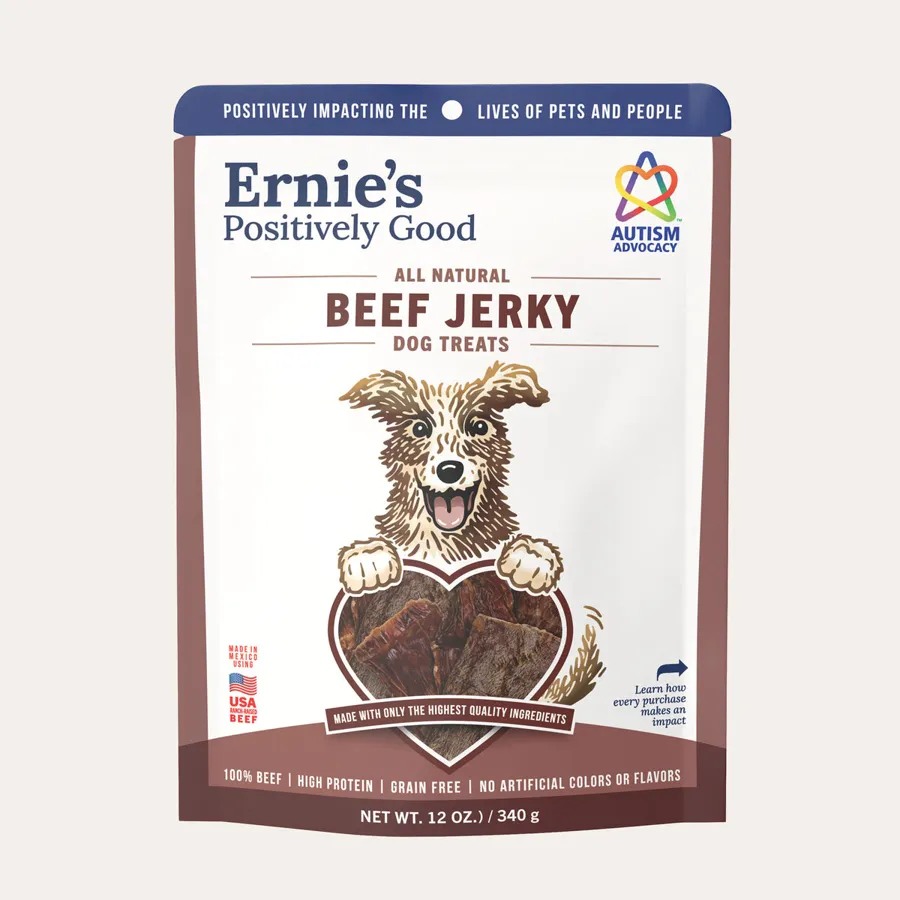 POSITIVELY IMPACTING THE LIVES OF PETS AND PEOPLE
Ernie's
Positively Good
AUTISM
ADVOCACY
ALL NATURAL
BEEF JERKY
DOG TREATS
MADE IN
MEXICO
USING
USA
RANCH-RAISED
BEEF
Learn how
every purchase
makes an
impact
MADE WITH ONLY THE HIGHEST QUALITY INGREDIENTS
100% BEEF | HIGH PROTEIN | GRAIN FREE | NO ARTIFICIAL COLORS OR FLAVORS
NET WT. 12 OZ.) / 340 g